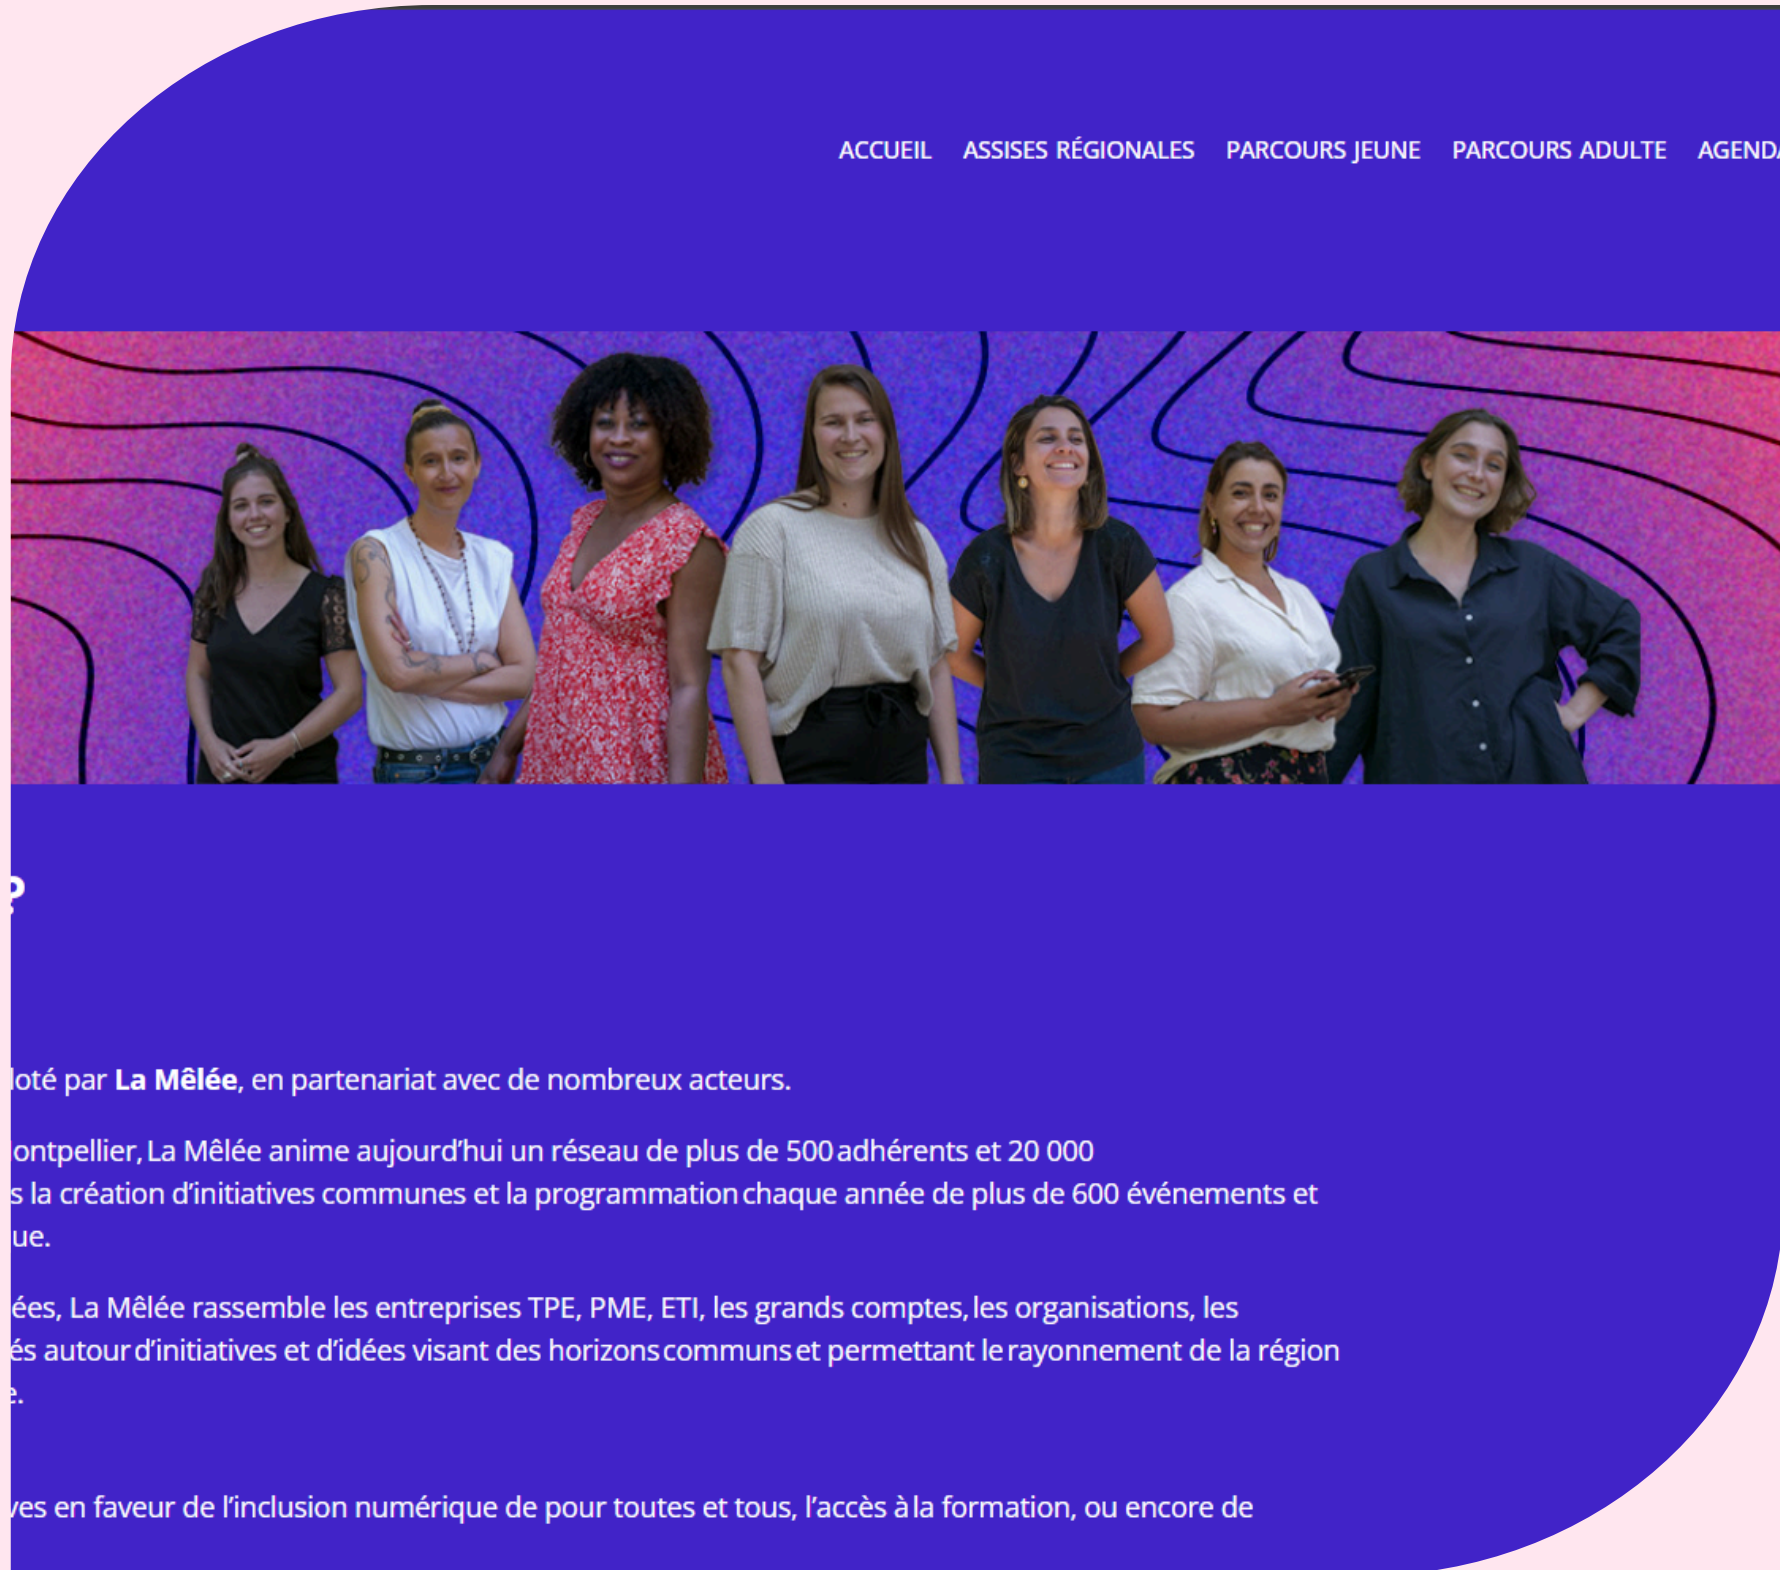 ACCUEIL ASSISES RÉGIONALES PARCOURS JEUNE PARCOURS ADULTE AGENDA
?
loté par La Mêlée, en partenariat avec de nombreux acteurs.
ontpellier, La Mêlée anime aujourd’hui un réseau de plus de 500 adhérents et 20 000
s la création d’initiatives communes et la programmation chaque année de plus de 600 événements et
ue.
ées, La Mêlée rassemble les entreprises TPE, PME, ETI, les grands comptes, les organisations, les
és autour d’initiatives et d’idées visant des horizons communs et permettant le rayonnement de la région
e.
ves en faveur de l’inclusion numérique de pour toutes et tous, l’accès à la formation, ou encore de